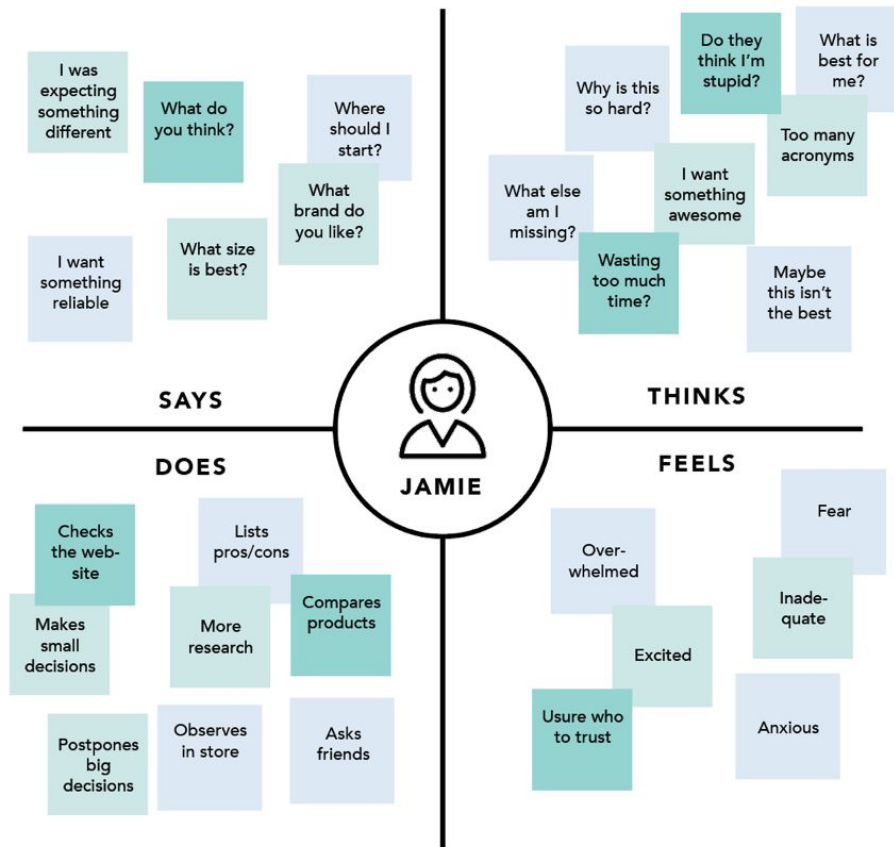 I was
expecting
something
different
What do
you think?
Where
should I
start?
What
brand do
you like?
I want
something
reliable
What size
is best?
SAYS
Do they
think I'm
stupid?
What is
best for
me?
Why is this
so hard?
Too many
acronyms
I want
something
awesome
What else
am I
missing?
Wasting
too much
time?
Maybe
this isn't
the best
THINKS
JAMIE
DOES
Checks
the web-
site
Lists
pros/cons
Compares
products
Makes
small
decisions
More
research
Postpones
big
decisions
Observes
in store
Asks
friends
FEELS
Over-
whelmed
Fear
Inade-
quate
Excited
Usure who
to trust
Anxious